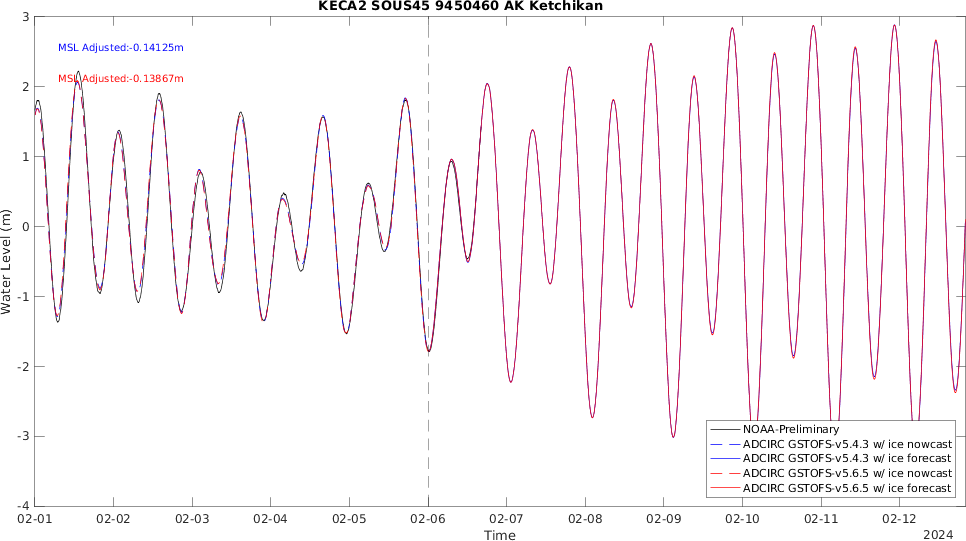 KECA2 SOUS45 9450460 AK Ketchikan
MSL Adjusted:-0.14125m
MSL Adjusted:-0.13867m
Water Level (m)
3
2
1
0
-1
-2
-3
-4
NOAA-Preliminary
ADCIRC GSTOFS-v5.4.3 w/ ice nowcast
ADCIRC GSTOFS-v5.4.3 w/ ice forecast
ADCIRC GSTOFS-v5.6.5 w/ ice nowcast
ADCIRC GSTOFS-v5.6.5 w/ ice forecast
02-01 02-02 02-03 02-04 02-05 02-06 02-07 02-08 02-09 02-10 02-11 02-12
Time
2024